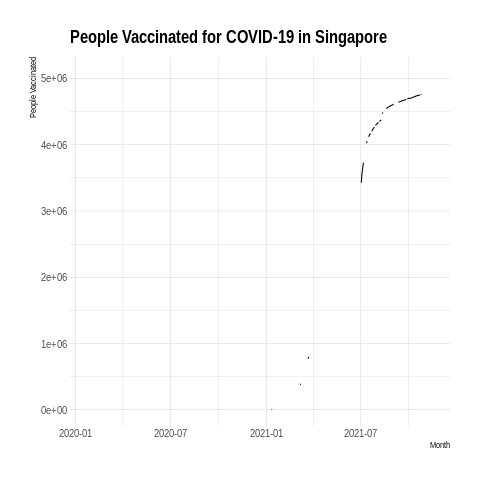 People Vaccinated for COVID-19 in Singapore
People Vaccinated
5e+06
4e+06
3e+06
2e+06
1e+06
0e+00
2020-01 2020-07 2021-01 2021-07
Month